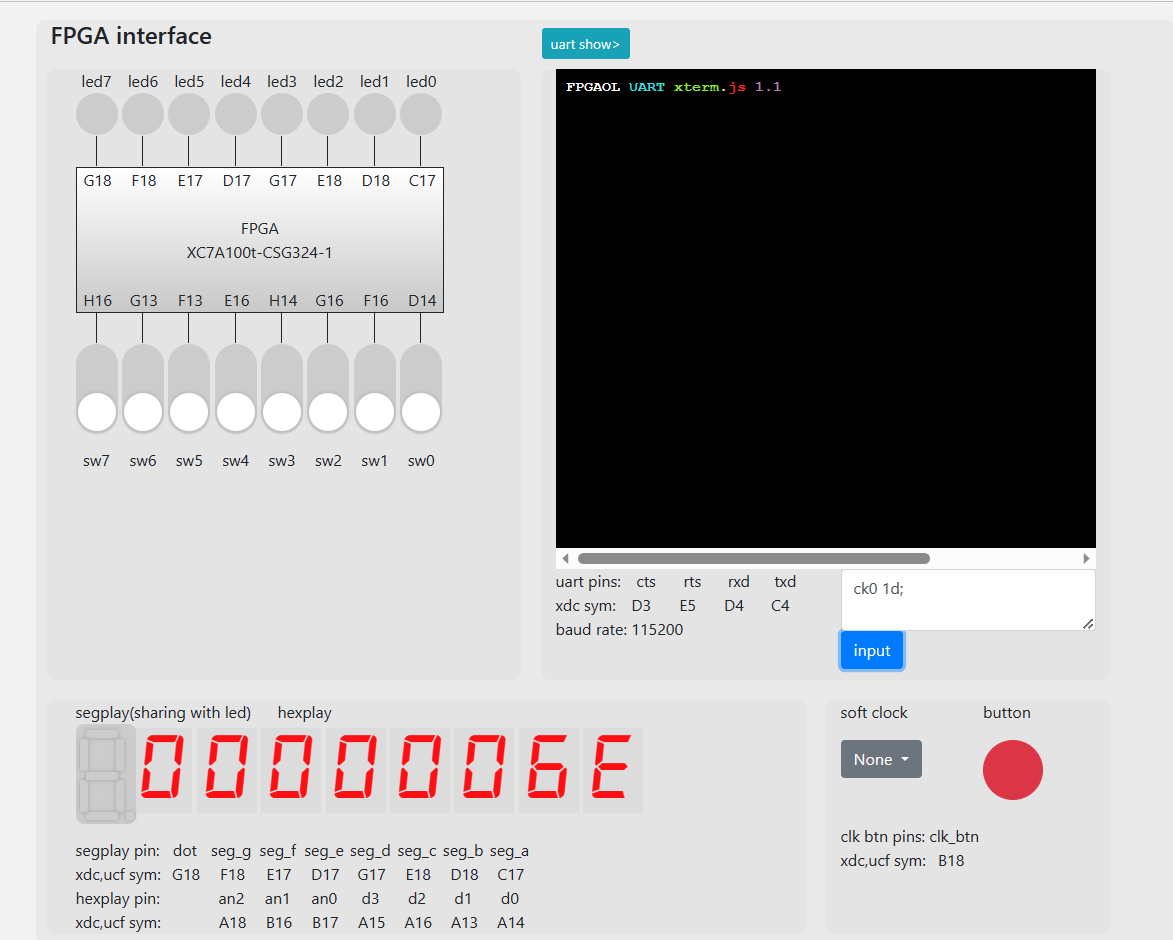 FPGA interface
led7 led6 led5 led4 led3 led2 led1 led0
G18 F18 E17 D17 G17 E18 D18 C17
FPGA
XC7A100t-CSG324-1
H16 G13 F13 E16 H14 G16 F16 D14
sw7 sw6 sw5 sw4 sw3 sw2 sw1 sw0
uart show>
FPGAOL UART xterm.js 1.1
uart pins: cts rts rxd txd
xdc sym: D3 E5 D4 C4
baud rate: 115200
ck0 1d;
input
segplay(sharing with led) hexplay
0000006E
segplay pin: dot seg_g seg_f seg_e seg_d seg_c seg_b seg_a
xdc,ucf sym: G18 F18 E17 D17 G17 E18 D18 C17
hexplay pin: an2 an1 an0 d3 d2 d1 d0
xdc,ucf sym: A18 B16 B17 A15 A16 A13 A14
soft clock button
None
clk btn pins: clk_btn
xdc,ucf sym: B18